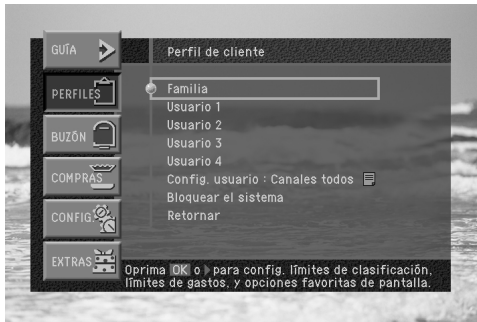 GUÍA
PERFILES
BUZÓN
COMPRAS
CONFIG
EXTRAS
Perfil de cliente
Familia
Usuario 1
Usuario 2
Usuario 3
Usuario 4
Config. usuario : Canales todos
Bloquear el sistema
Retornar
Oprima OK o para config. límites de clasificación,
límites de gastos, y opciones favoritas de pantalla.